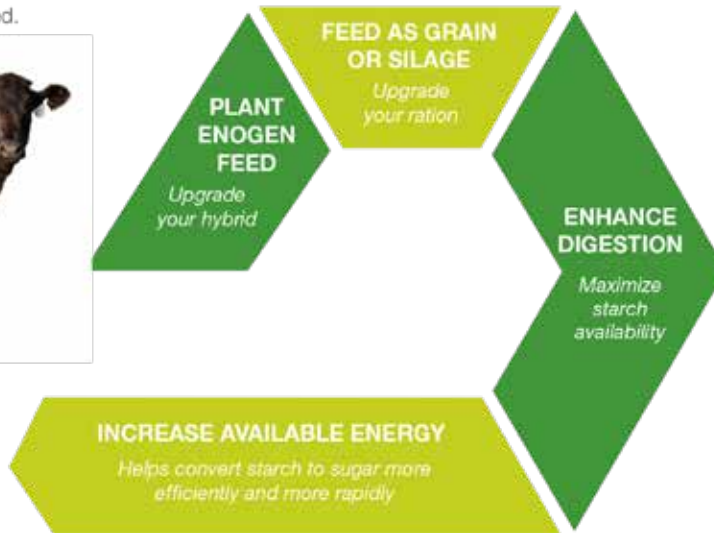 ed.
PLANT
ENOGEN
FEED
Upgrade
your hybrid
FEED AS GRAIN
OR SILAGE
Upgrade
your ration
ENHANCE
DIGESTION
Maximize
starch
availability
INCREASE AVAILABLE ENERGY
Helps convert starch to sugar more
efficiently and more rapidly